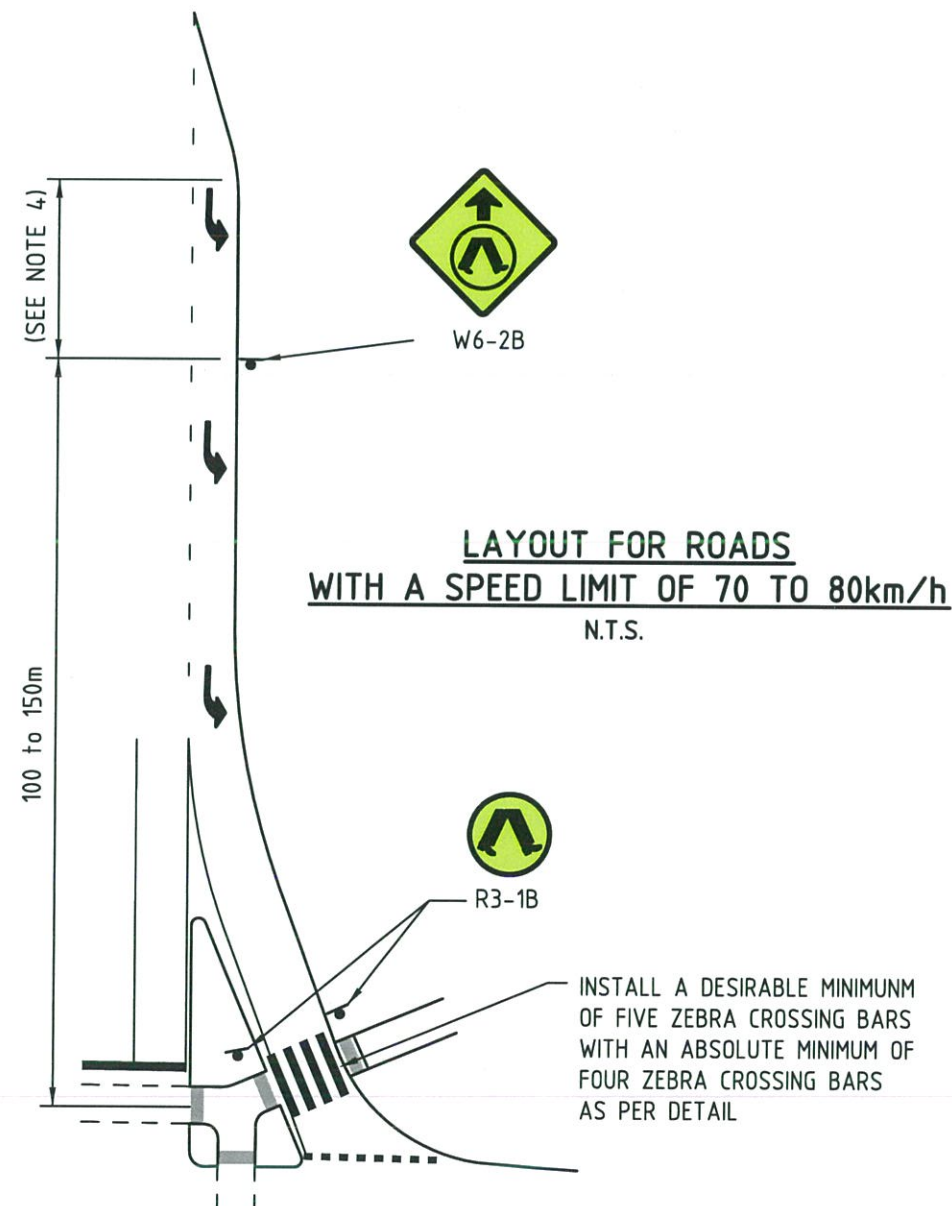 (SEE NOTE 4)
W6-2B
LAYOUT FOR ROADS
WITH A SPEED LIMIT OF 70 TO 80km/h
N.T.S.
100 to 150m
R3-1B
INSTALL A DESIRABLE MINIMUNM
OF FIVE ZEBRA CROSSING BARS
WITH AN ABSOLUTE MINIMUM OF
FOUR ZEBRA CROSSING BARS
AS PER DETAIL